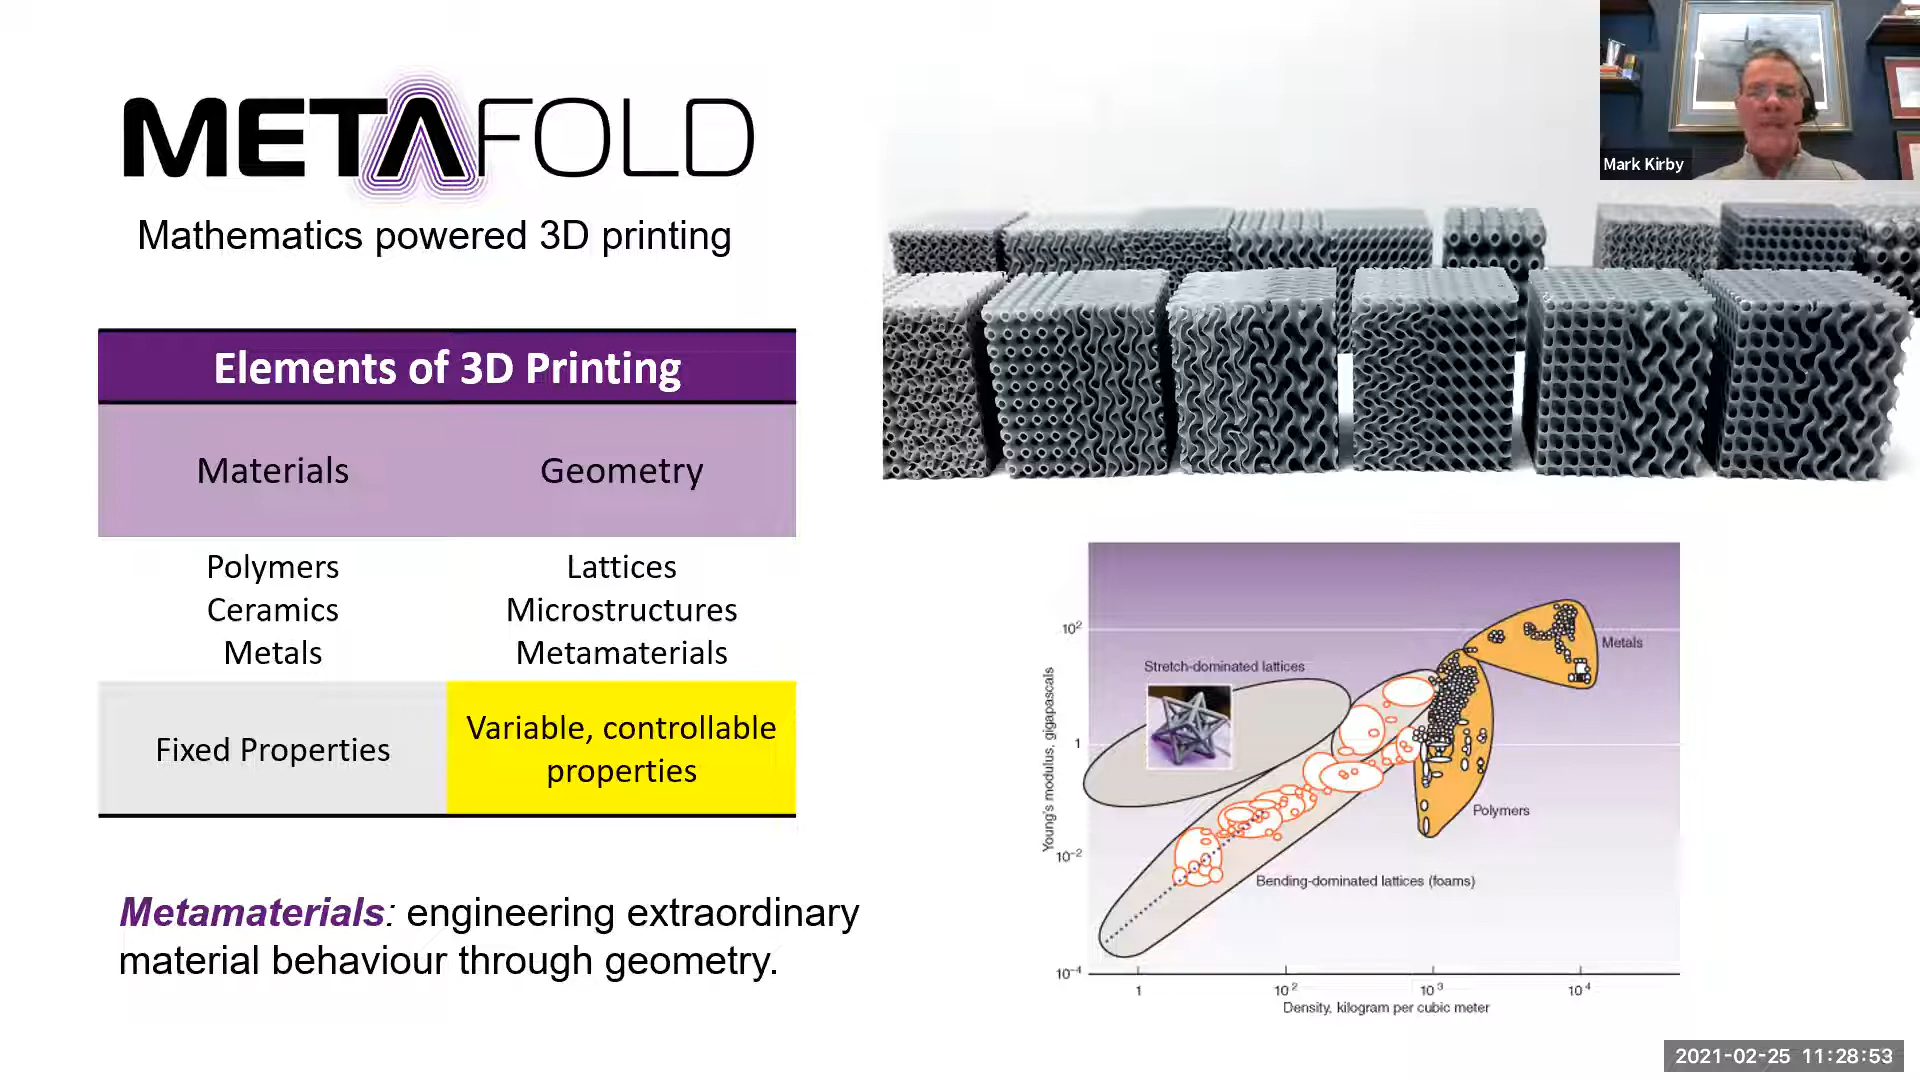 METAFOLD
Mathematics powered 3D printing
Mark Kirby
Elements of 3D Printing
Materials
Geometry
Polymers
Ceramics
Metals
Lattices
Microstructures
Metamaterials
Fixed Properties
Variable, controllable
properties
Metamaterials: engineering extraordinary
material behaviour through geometry.
Young's modulus, gigapascals
10²
1
10⁻²
10⁻⁴
Stretch-dominated lattices
Metals
Polymers
Bending-dominated lattices (foams)
1
10²
10³
10⁴
Density, kilogram per cubic meter
2021-02-25 11:28:53